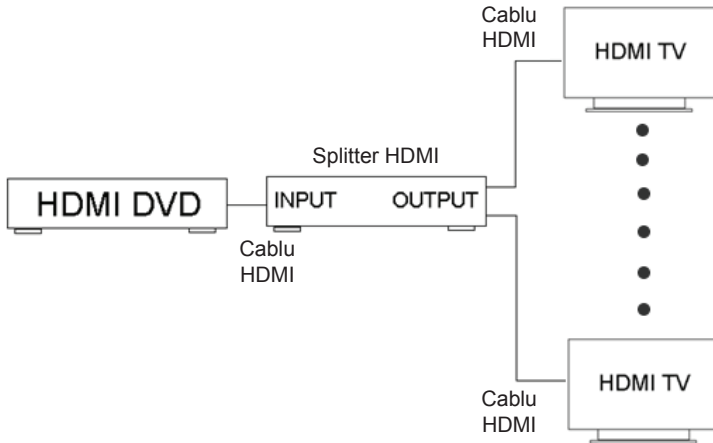 Cablu
HDMI
HDMI TV
Splitter HDMI
HDMI DVD
INPUT
OUTPUT
Cablu
HDMI
HDMI TV
Cablu
HDMI